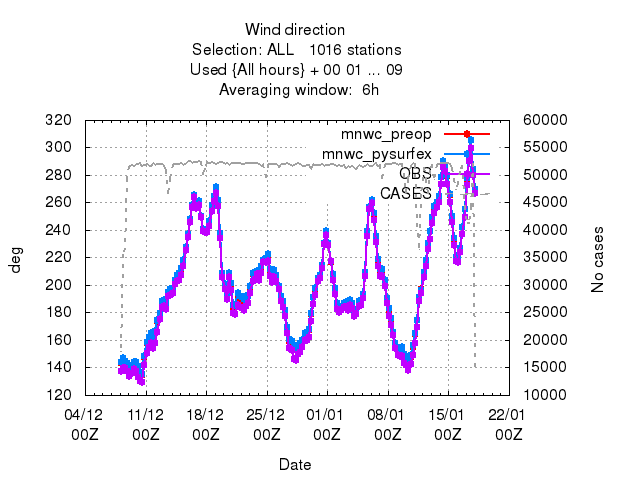 Wind direction
Selection: ALL   1016 stations
Used {All hours} + 00 01 ... 09
Averaging window:  6h
320
300
280
260
240
220
200
180
160
140
120
deg
60000
55000
50000
45000
40000
35000
30000
25000
20000
15000
10000
No cases
mnwc_preop
mnwc_pysurfex
OBS
CASES
04/12 11/12 18/12 25/12 01/01 08/01 15/01 22/01
00Z 00Z 00Z 00Z 00Z 00Z 00Z 00Z
Date